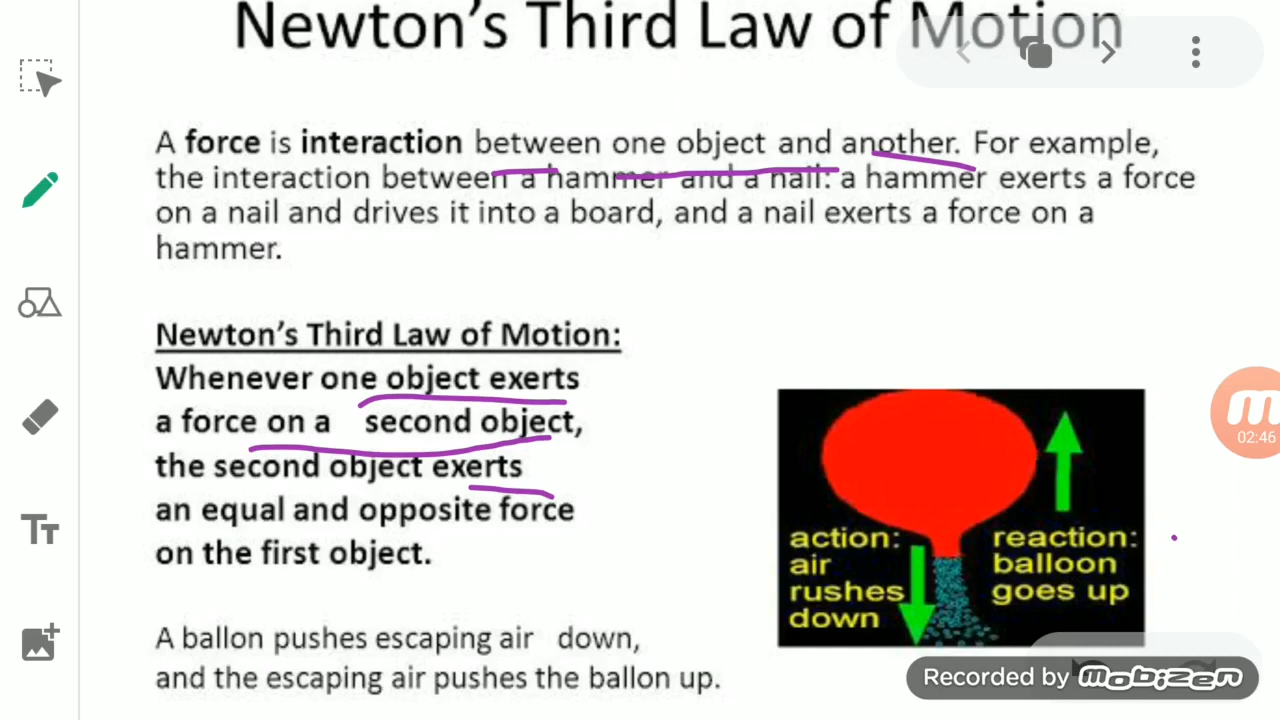 Newton's Third Law of Motion
A force is interaction between one object and another. For example,
the interaction between a hammer and a nail: a hammer exerts a force
on a nail and drives it into a board, and a nail exerts a force on a
hammer.
Newton's Third Law of Motion:
Whenever one object exerts
a force on a second object,
the second object exerts
an equal and opposite force
on the first object.
action:
air
rushes
down
reaction:
balloon
goes up
A ballon pushes escaping air down,
and the escaping air pushes the ballon up.
Tт
02:46
Recorded by mobizen